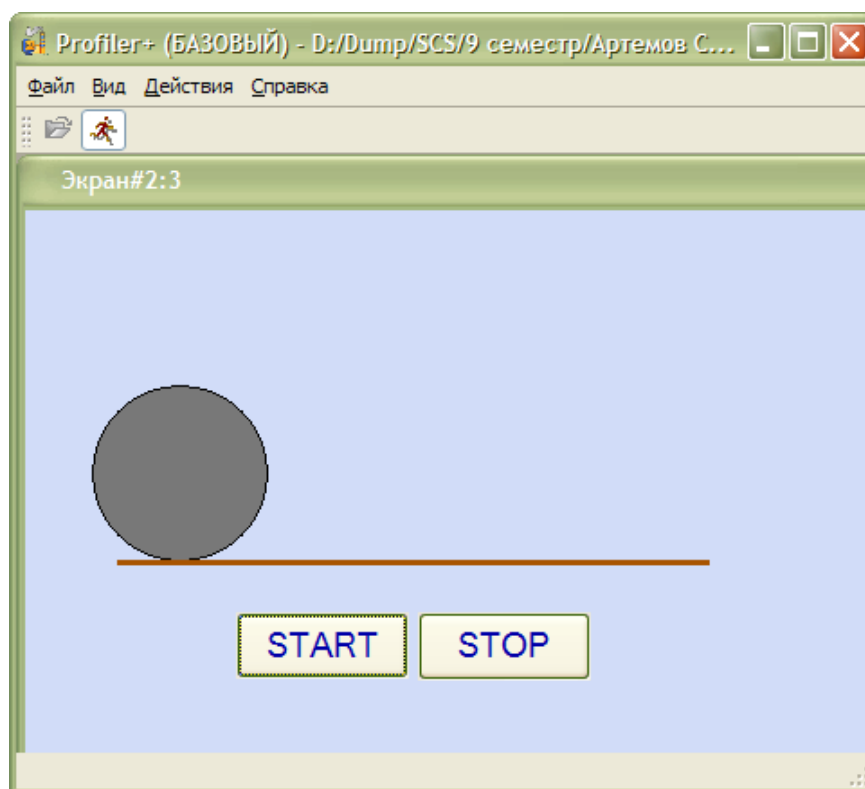 Profiler+ (БАЗОВЫЙ) - D:/Dump/SCS/9 семестр/Артемов С...
Файл Вид Действия Справка
Экран#2:3
START STOP